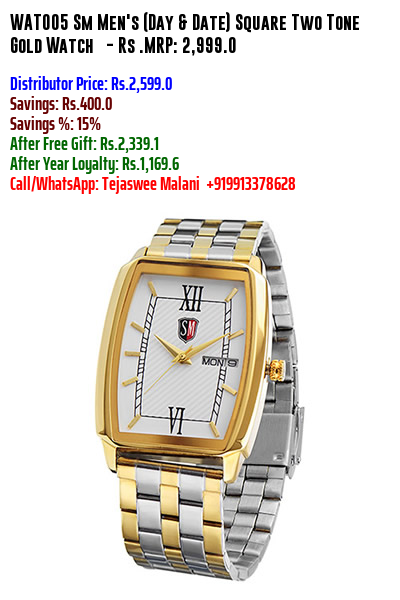 WAT005 Sm Men's (Day & Date) Square Two Tone
Gold Watch - Rs .MRP: 2,999.0
Distributor Price: Rs.2,599.0
Savings: Rs.400.0
Savings %: 15%
After Free Gift: Rs.2,339.1
After Year Loyalty: Rs.1,169.6
Call/WhatsApp: Tejaswee Malani +919913378628
XII
SM
MON 9
VI